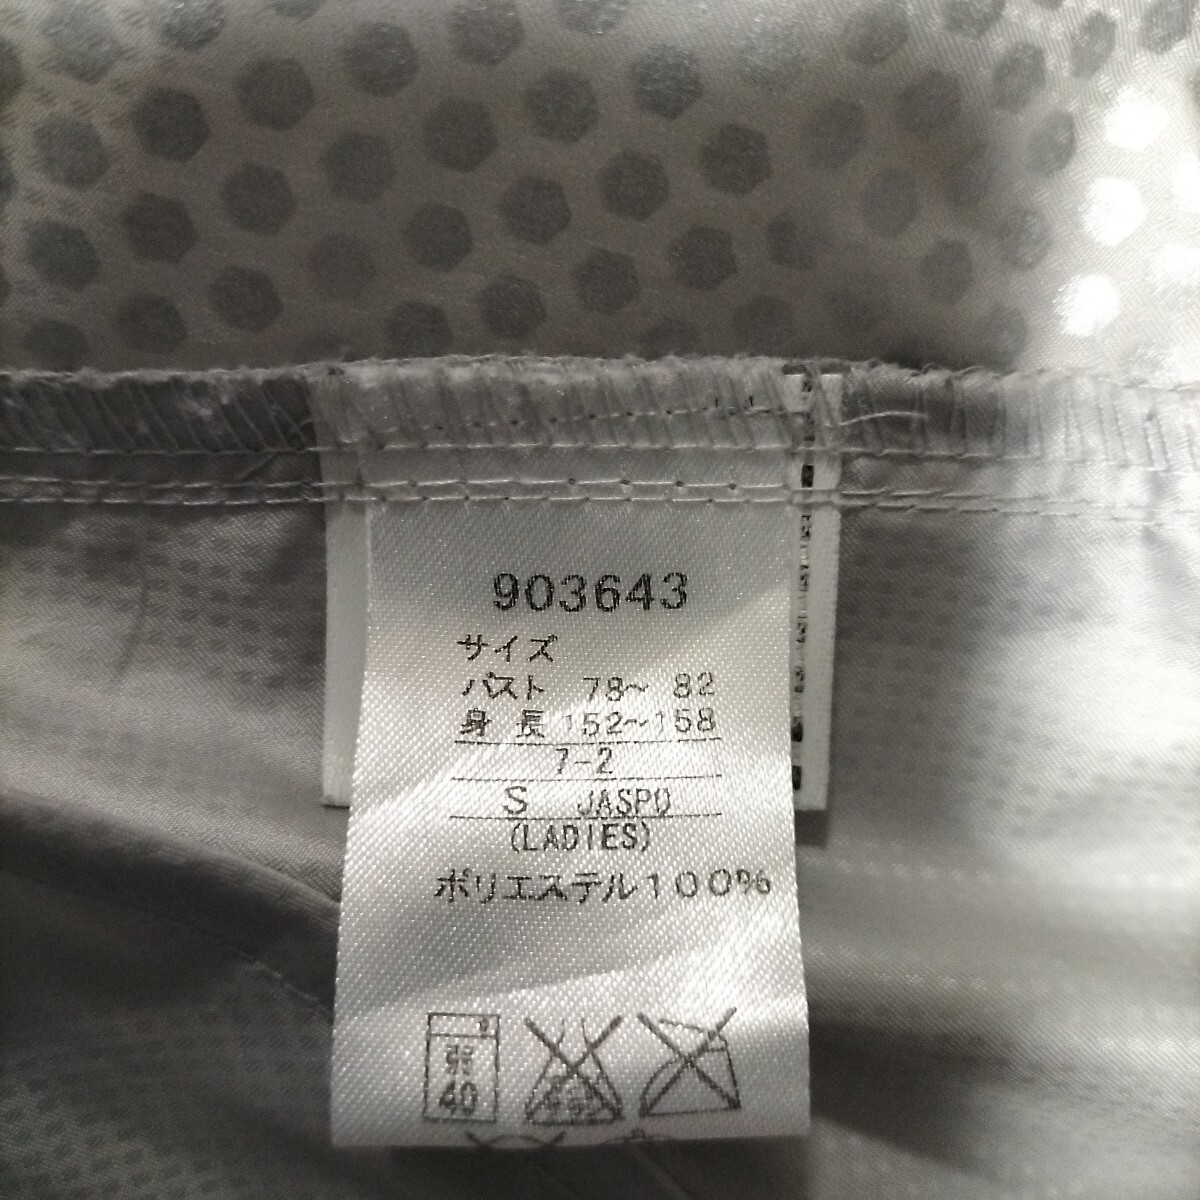 903643
サイズ
バスト 78～ 82
身 長 152～158
7-2
S JASPO
(LADIES)
ポリエステル100%
弱
40